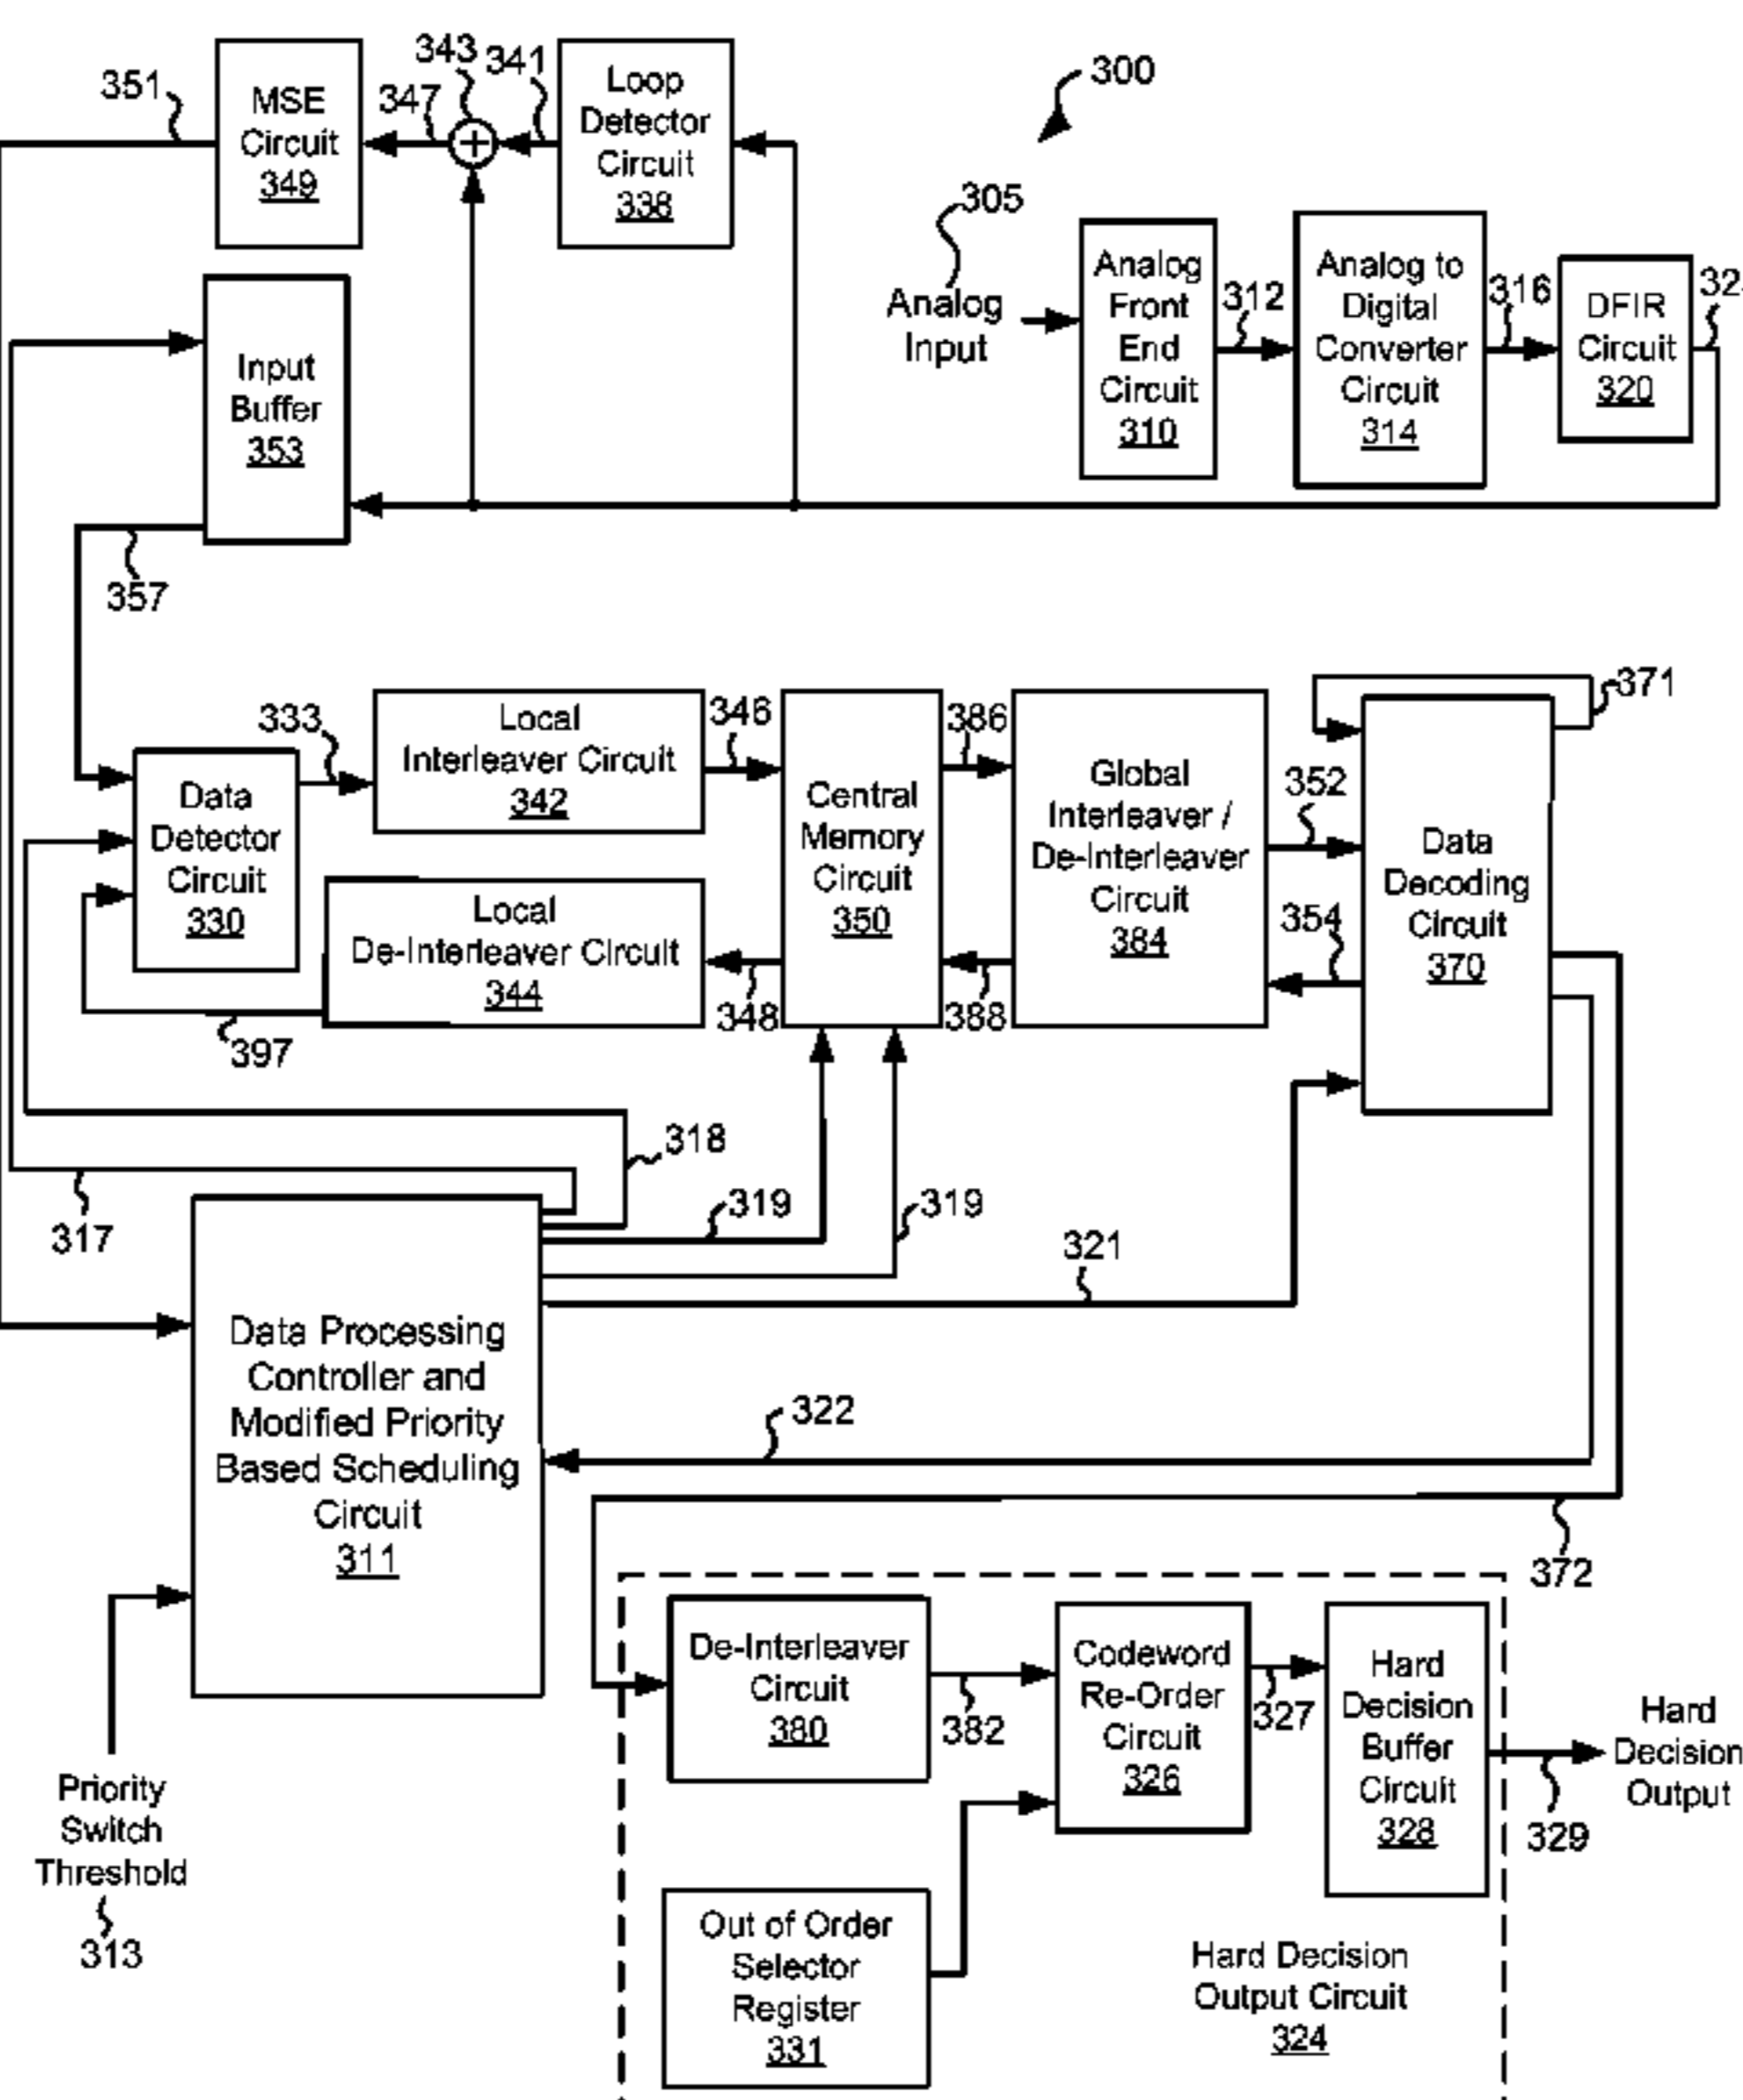 351
MSE
Circuit
349
347
343
341
Loop
Detector
Circuit
338
300
305
Analog
Input
Analog
Front
End
Circuit
310
312
Analog to
Digital
Converter
Circuit
314
316
DFIR
Circuit
320
Input
Buffer
353
357
333
Local
Interleaver Circuit
342
346
Data
Detector
Circuit
330
Local
De-Interleaver Circuit
344
348
397
Central
Memory
Circuit
350
386
388
Global
Interleaver /
De-Interleaver
Circuit
384
352
354
371
Data
Decoding
Circuit
370
318
317
319
319
321
Data Processing
Controller and
Modified Priority
Based Scheduling
Circuit
311
322
372
Priority
Switch
Threshold
313
De-Interleaver
Circuit
380
382
Codeword
Re-Order
Circuit
326
327
Hard
Decision
Buffer
Circuit
328
329
Hard
Decision
Output
Out of Order
Selector
Register
331
Hard Decision
Output Circuit
324